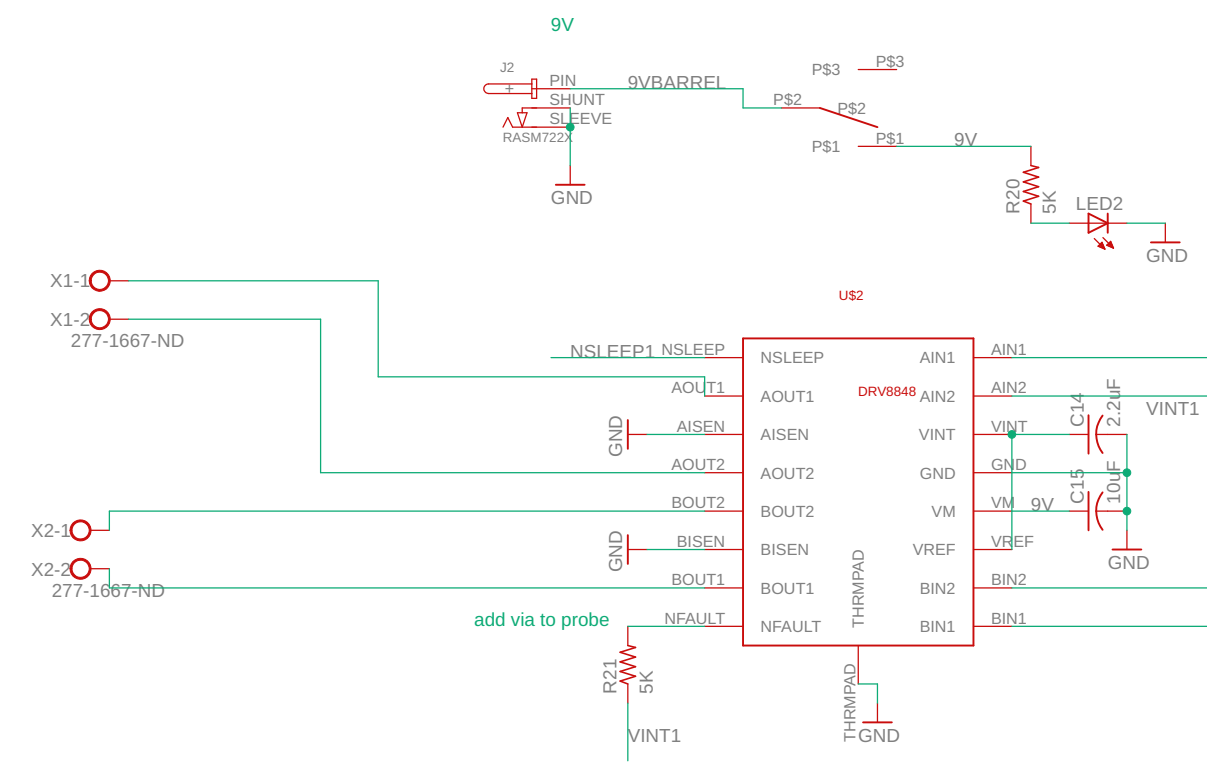 9V
J2
PIN
+
SHUNT
SLEEVE
RASM722X
GND
9VBARREL
P$3
P$3
P$2
P$2
P$1
P$1
9V
R20
5K
LED2
GND
X1-1
X1-2
277-1667-ND
X2-1
X2-2
277-1667-ND
U$2
DRV8848
NSLEEP1
NSLEEP
NSLEEP
AIN1
AIN1
AOUT1
AOUT1
AIN2
AIN2
VINT1
GND
AISEN
AISEN
VINT
VINT
C14
2.2uF
AOUT2
AOUT2
GND
GND
BOUT2
BOUT2
VM
VM
9V
C15
10uF
GND
BISEN
BISEN
VREF
VREF
GND
BOUT1
BOUT1
BIN2
BIN2
add via to probe
NFAULT
NFAULT
THRMPAD
BIN1
BIN1
R21
5K
VINT1
THRMPAD
GND